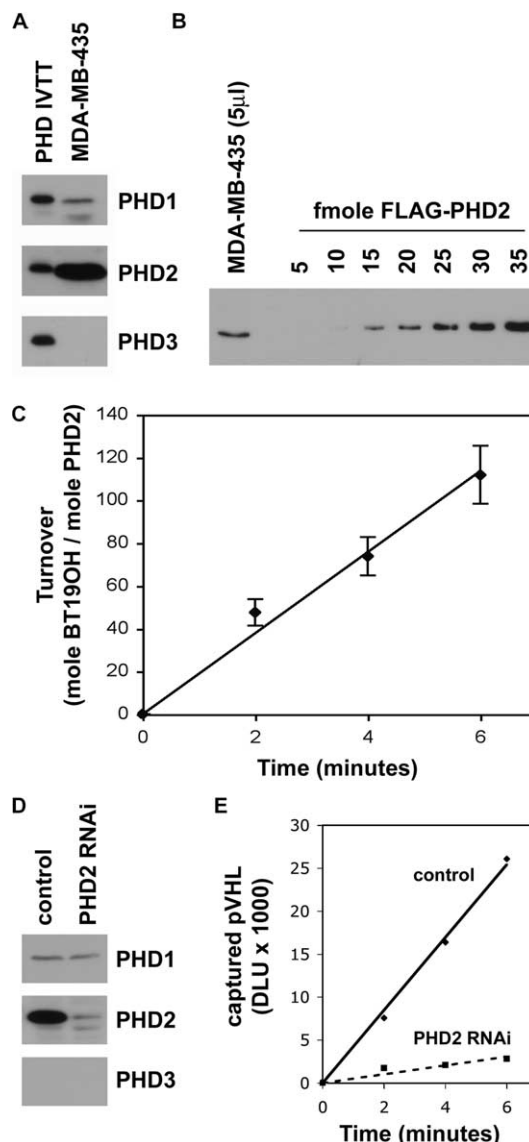 A
PHD IVTT
MDA-MB-435
PHD1
PHD2
PHD3
B
MDA-MB-435 (5µl)
fmole FLAG-PHD2
5 10 15 20 25 30 35
C
Turnover
(mole BT19OH / mole PHD2)
140
120
100
80
60
40
20
0
0 2 4 6
Time (minutes)
D
control
PHD2 RNAi
PHD1
PHD2
PHD3
E
captured pVHL
(DLU x 1000)
30
25
20
15
10
5
0
control
PHD2 RNAi
0 2 4 6
Time (minutes)